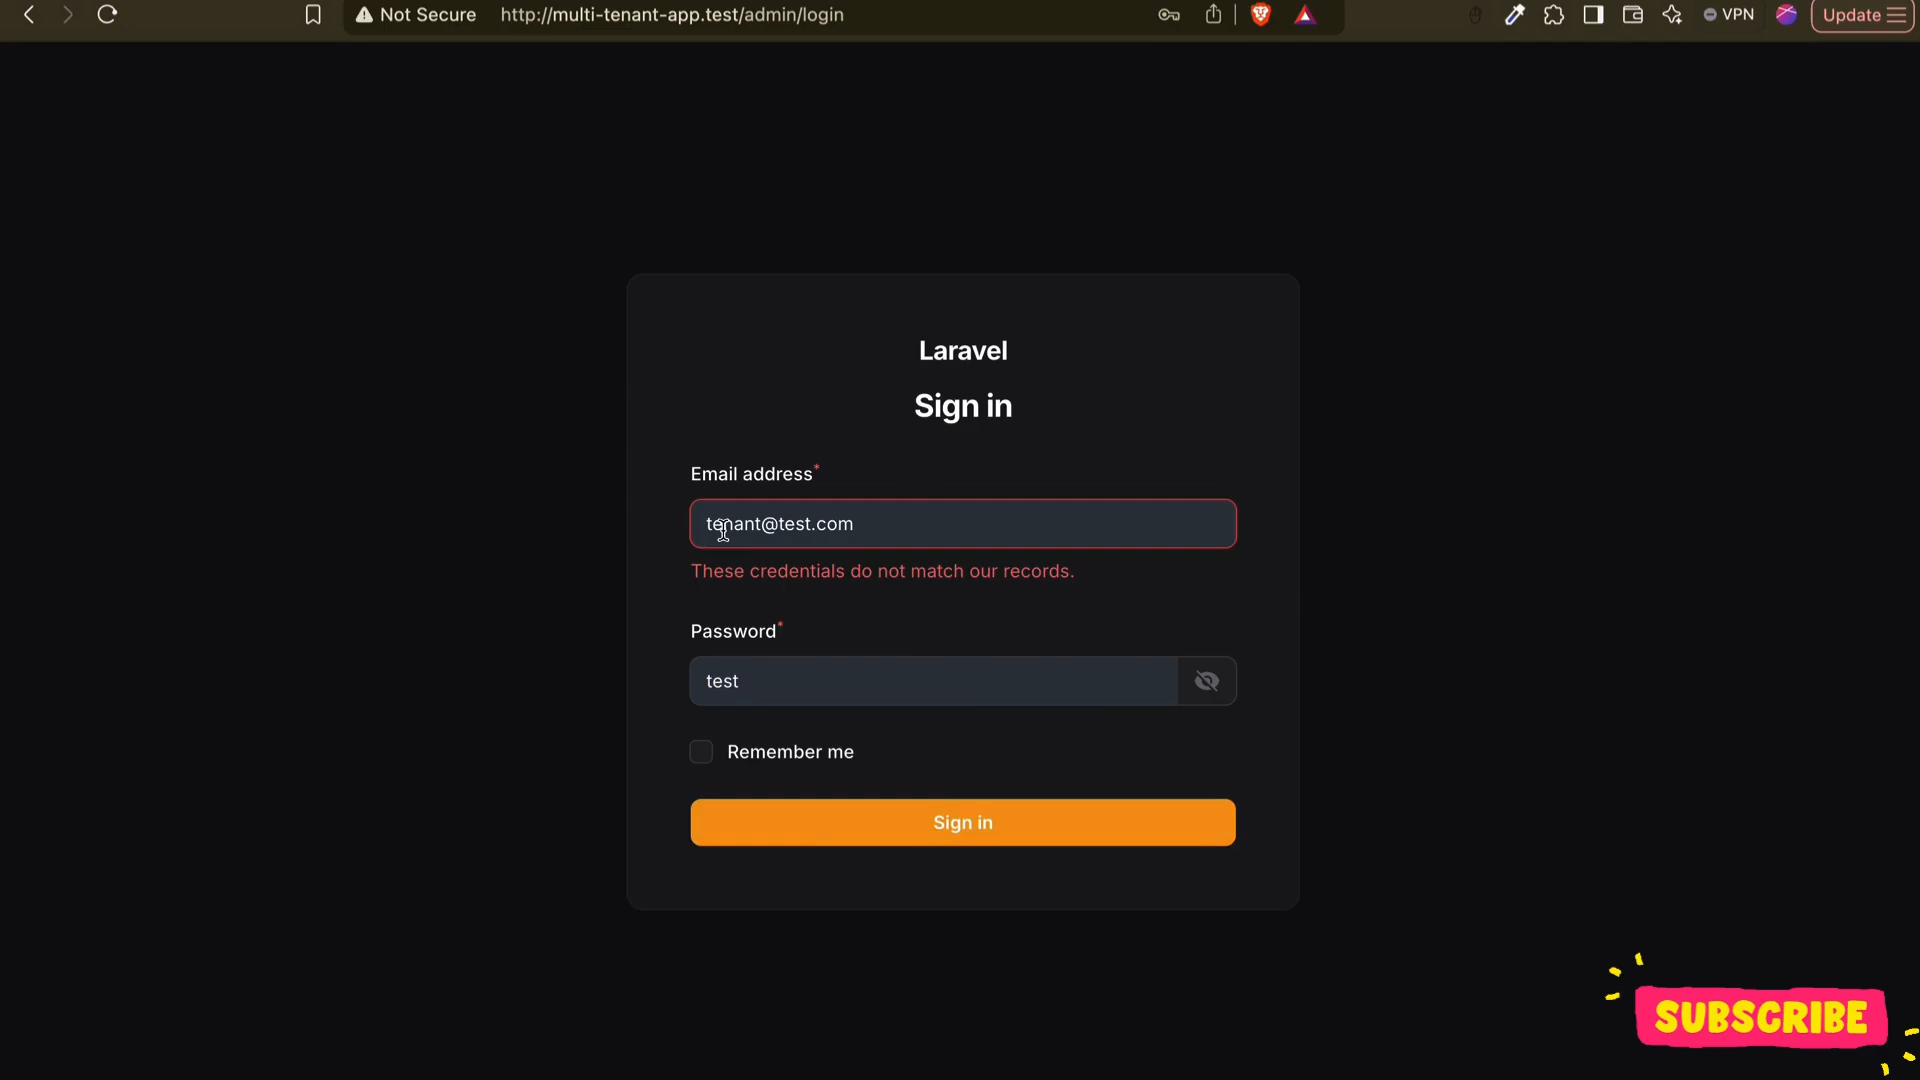 Not Secure http://multi-tenant-app.test/admin/login VPN Update
Laravel
Sign in
Email address*
tenant@test.com
These credentials do not match our records.
Password*
test
Remember me
Sign in
SUBSCRIBE